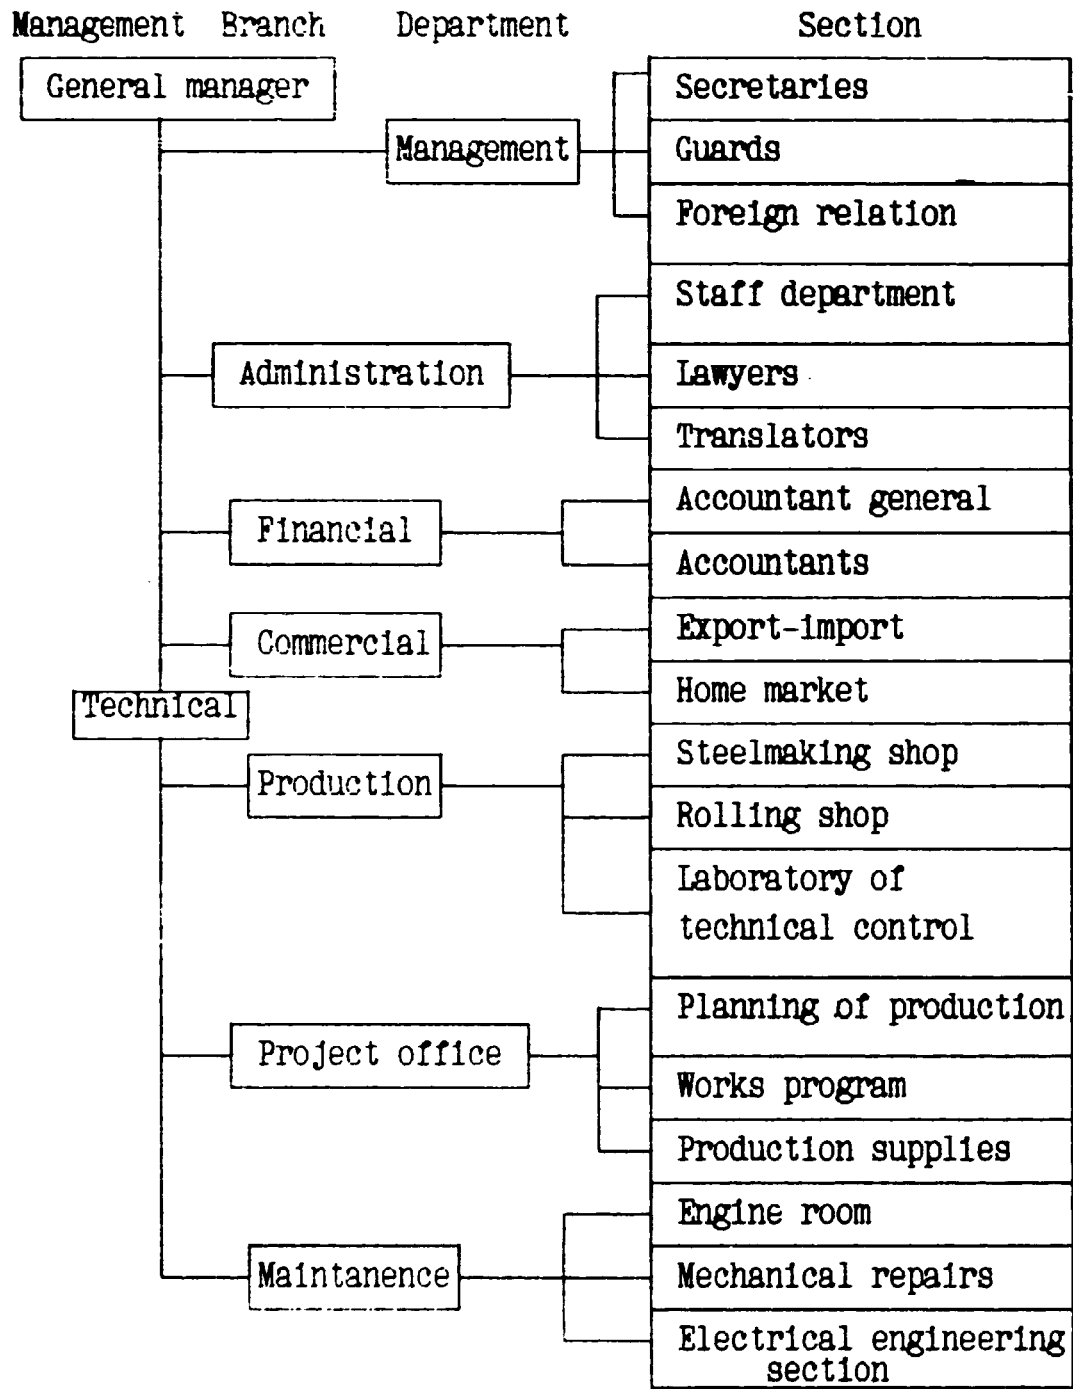 Management Branch Department Section
General manager
Secretaries
Management
Guards
Foreign relation
Staff department
Administration
Lawyers
Translators
Accountant general
Financial
Accountants
Export-import
Commercial
Home market
Technical
Steelmaking shop
Production
Rolling shop
Laboratory of
technical control
Planning of production
Project office
Works program
Production supplies
Engine room
Maintanence
Mechanical repairs
Electrical engineering
section